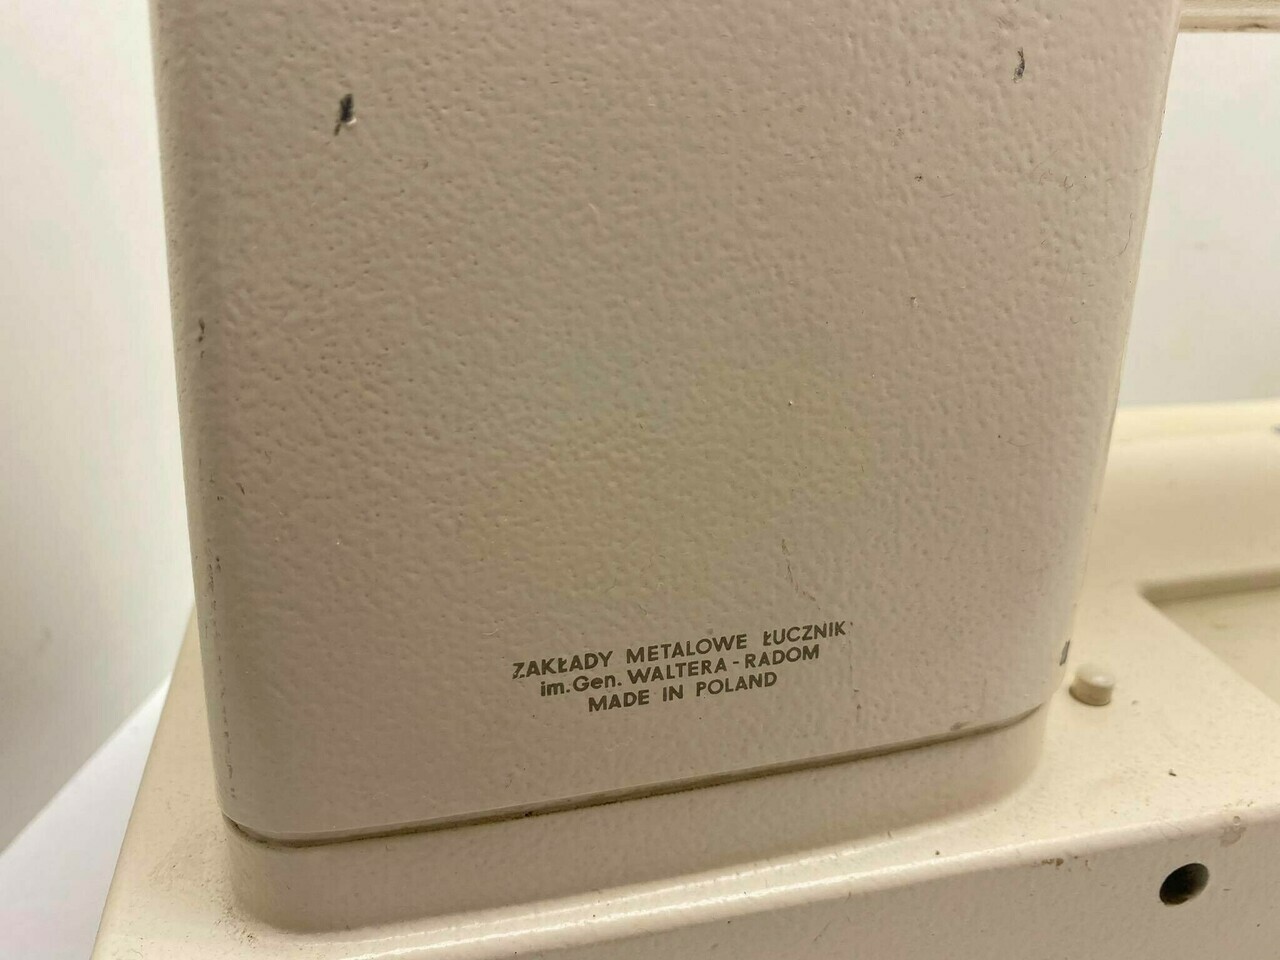 ZAKŁADY METALOWE ŁUCZNIK
im.Gen. WALTERA - RADOM
MADE IN POLAND